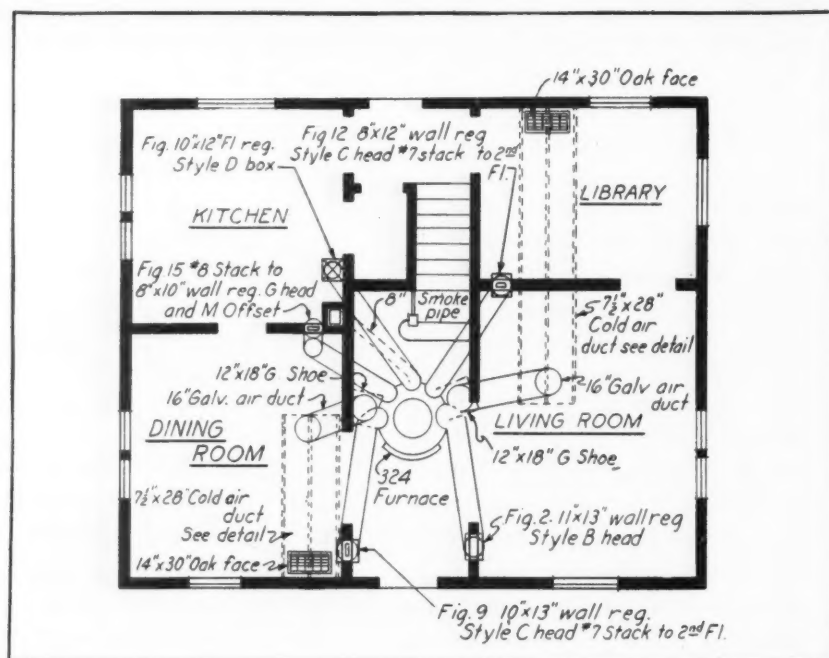 14"x30" Oak face
Fig. 10"x12" Fl reg.
Style D box
Fig 12 8"x12" wall reg
Style C head #7 stack to 2nd
Fl.
KITCHEN
LIBRARY
Fig 15 #8 Stack to
8"x10" wall reg. G head
and M Offset
8"
Smoke
pipe
7½"x28"
Cold air
duct see detail
12"x18" G Shoe
16" Galv. air duct
16" Galv. air
duct
DINING
ROOM
LIVING ROOM
12"x18" G Shoe
324
Furnace
7½"x28" Cold air
duct
See detail
Fig. 2. 11"x13" wall reg
Style B head
14"x30" Oak face
Fig. 9 10"x13" wall reg.
Style C head #7 Stack to 2nd Fl.